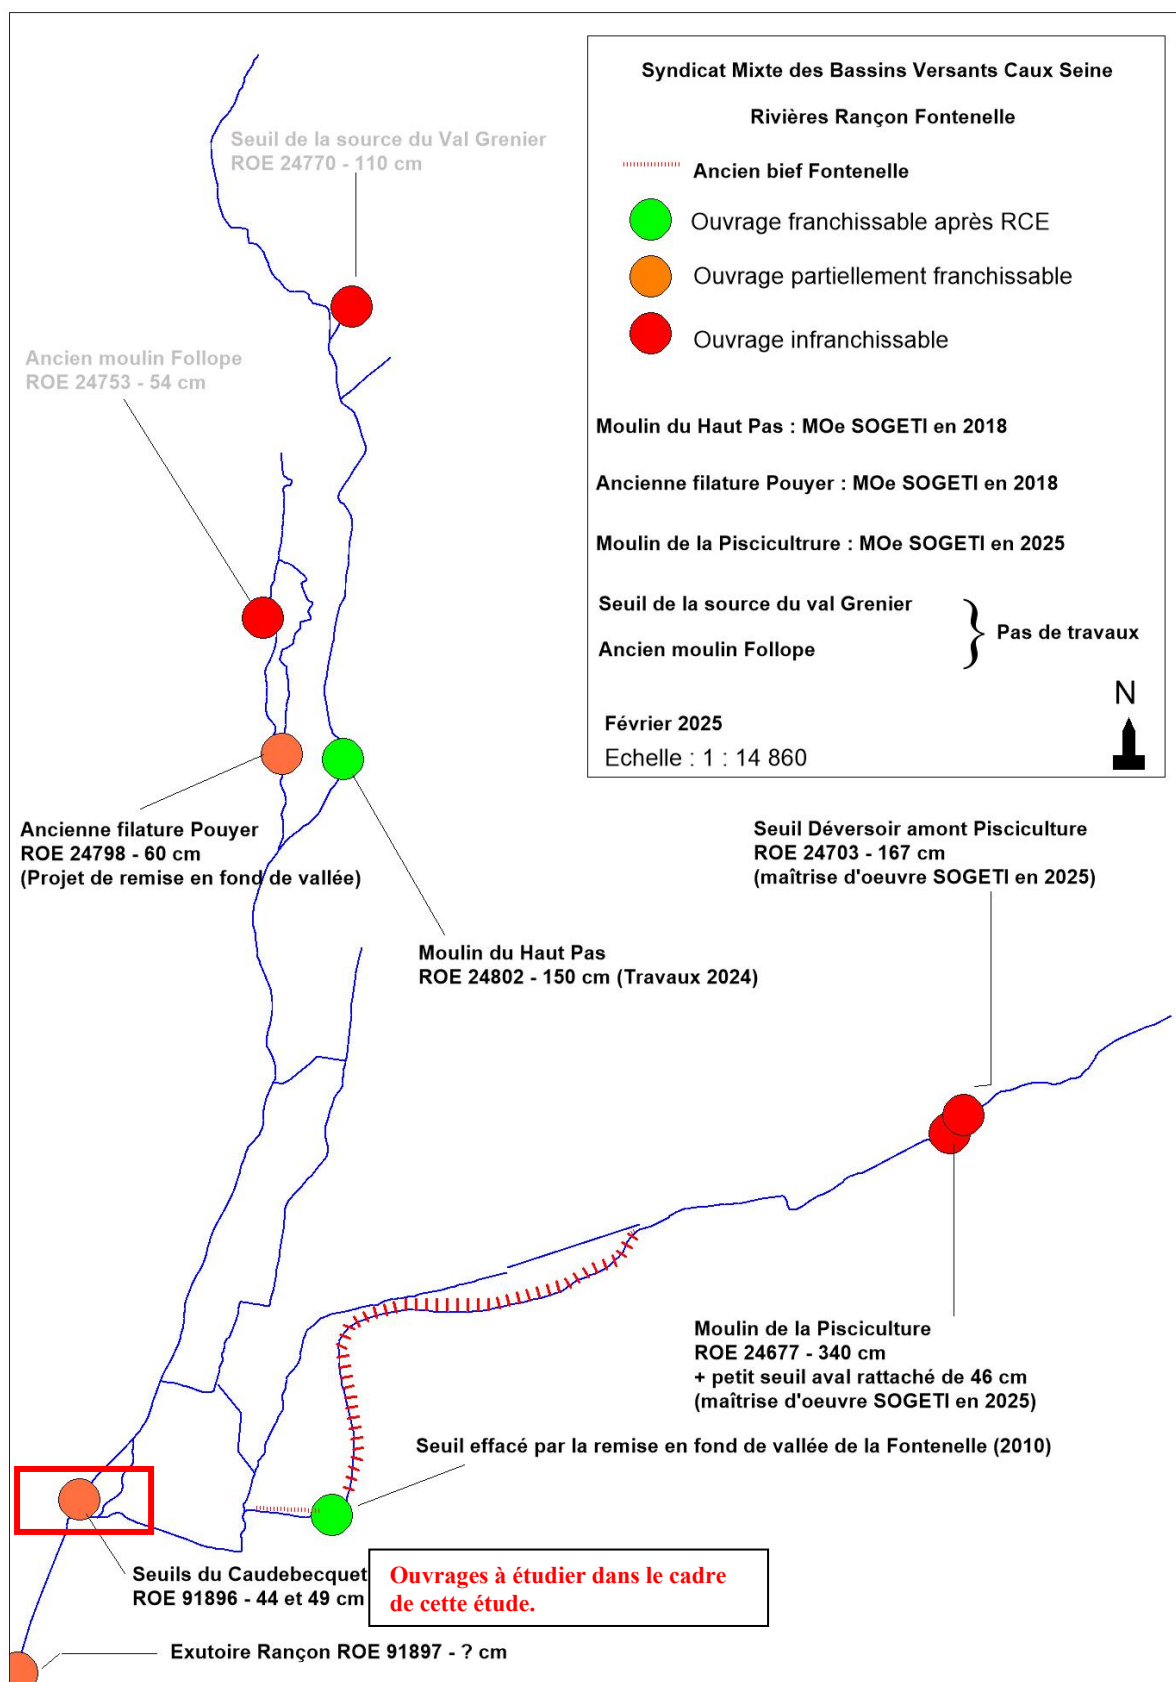 Syndicat Mixte des Bassins Versants Caux Seine
Rivières Rançon Fontenelle
Ancien bief Fontenelle
Ouvrage franchissable après RCE
Ouvrage partiellement franchissable
Ouvrage infranchissable
Moulin du Haut Pas : MOe SOGETI en 2018
Ancienne filature Pouyer : MOe SOGETI en 2018
Moulin de la Piscicultrure : MOe SOGETI en 2025
Seuil de la source du val Grenier
Ancien moulin Follope
} Pas de travaux
Février 2025
Echelle : 1 : 14 860
N
Seuil de la source du Val Grenier
ROE 24770 - 110 cm
Ancien moulin Follope
ROE 24753 - 54 cm
Ancienne filature Pouyer
ROE 24798 - 60 cm
(Projet de remise en fond de vallée)
Moulin du Haut Pas
ROE 24802 - 150 cm (Travaux 2024)
Seuil Déversoir amont Pisciculture
ROE 24703 - 167 cm
(maîtrise d'oeuvre SOGETI en 2025)
Moulin de la Pisciculture
ROE 24677 - 340 cm
+ petit seuil aval rattaché de 46 cm
(maîtrise d'oeuvre SOGETI en 2025)
Seuil effacé par la remise en fond de vallée de la Fontenelle (2010)
Seuils du Caudebecquet
ROE 91896 - 44 et 49 cm
Ouvrages à étudier dans le cadre
de cette étude.
Exutoire Rançon ROE 91897 - ? cm